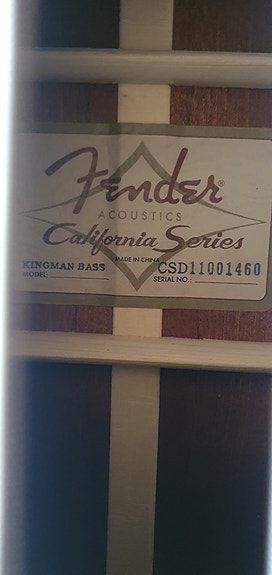 Fender®
ACOUSTICS
California Series
MADE IN CHINA
KINGMAN BASS CSD11001460
MODEL: SERIAL NO.: